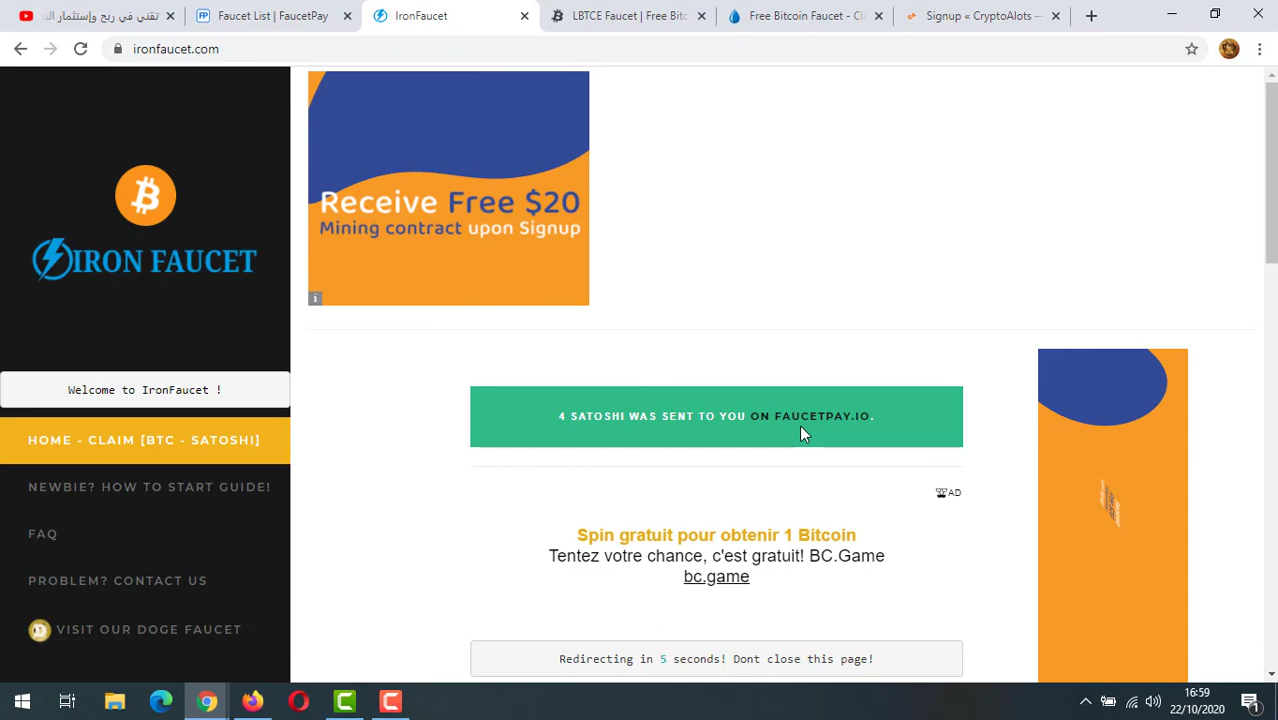 تقني في ربح وإستثمار الـ
Faucet List | FaucetPay
IronFaucet
LBTCE Faucet | Free Bitc
Free Bitcoin Faucet - Cl
Signup « CryptoAlots —
ironfaucet.com
Receive Free $20
Mining contract upon Signup
IRON FAUCET
Welcome to IronFaucet !
HOME - CLAIM [BTC - SATOSHI]
NEWBIE? HOW TO START GUIDE!
FAQ
PROBLEM? CONTACT US
VISIT OUR DOGE FAUCET
4 SATOSHI WAS SENT TO YOU ON FAUCETPAY.IO.
AD
Spin gratuit pour obtenir 1 Bitcoin
Tentez votre chance, c'est gratuit! BC.Game
bc.game
Redirecting in 5 seconds! Dont close this page!
16:59
22/10/2020